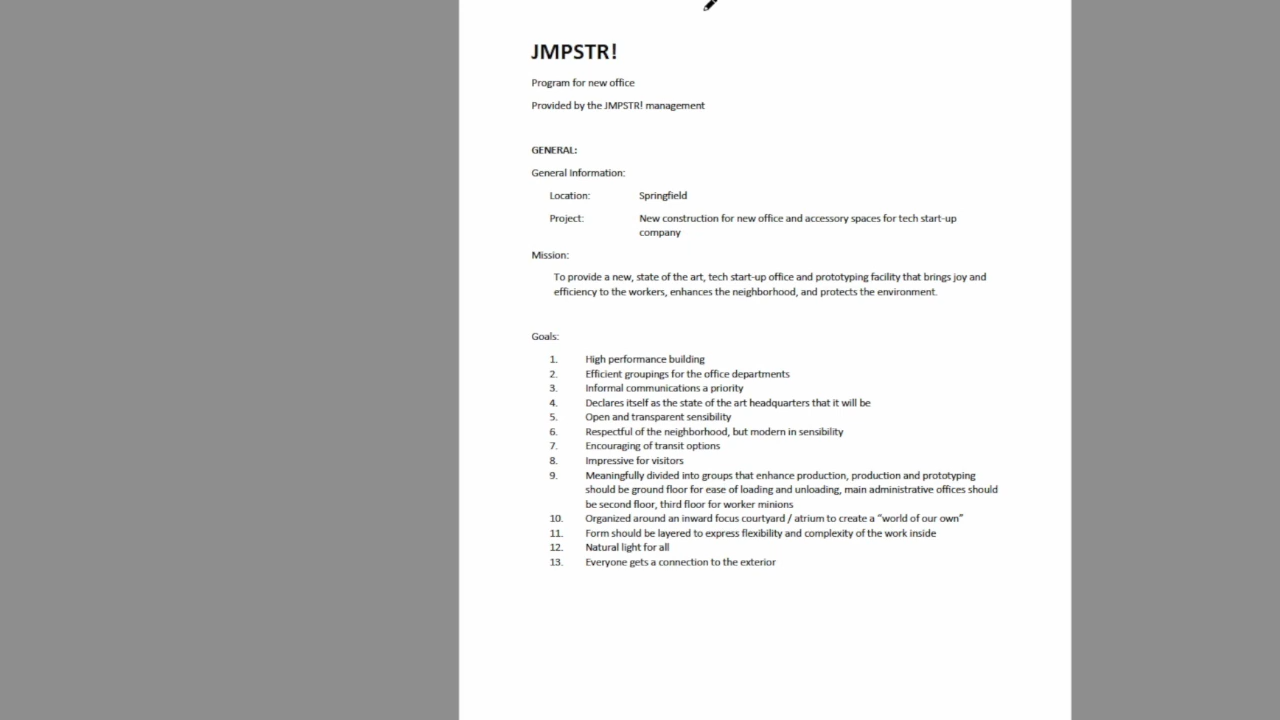 JMPSTR!
Program for new office
Provided by the JMPSTR! management
GENERAL:
General Information:
Location: Springfield
Project: New construction for new office and accessory spaces for tech start-up
company
Mission:
To provide a new, state of the art, tech start-up office and prototyping facility that brings joy and
efficiency to the workers, enhances the neighborhood, and protects the environment.
Goals:
1. High performance building
2. Efficient groupings for the office departments
3. Informal communications a priority
4. Declares itself as the state of the art headquarters that it will be
5. Open and transparent sensibility
6. Respectful of the neighborhood, but modern in sensibility
7. Encouraging of transit options
8. Impressive for visitors
9. Meaningfully divided into groups that enhance production, production and prototyping
should be ground floor for ease of loading and unloading, main administrative offices should
be second floor, third floor for worker minions
10. Organized around an inward focus courtyard / atrium to create a “world of our own”
11. Form should be layered to express flexibility and complexity of the work inside
12. Natural light for all
13. Everyone gets a connection to the exterior